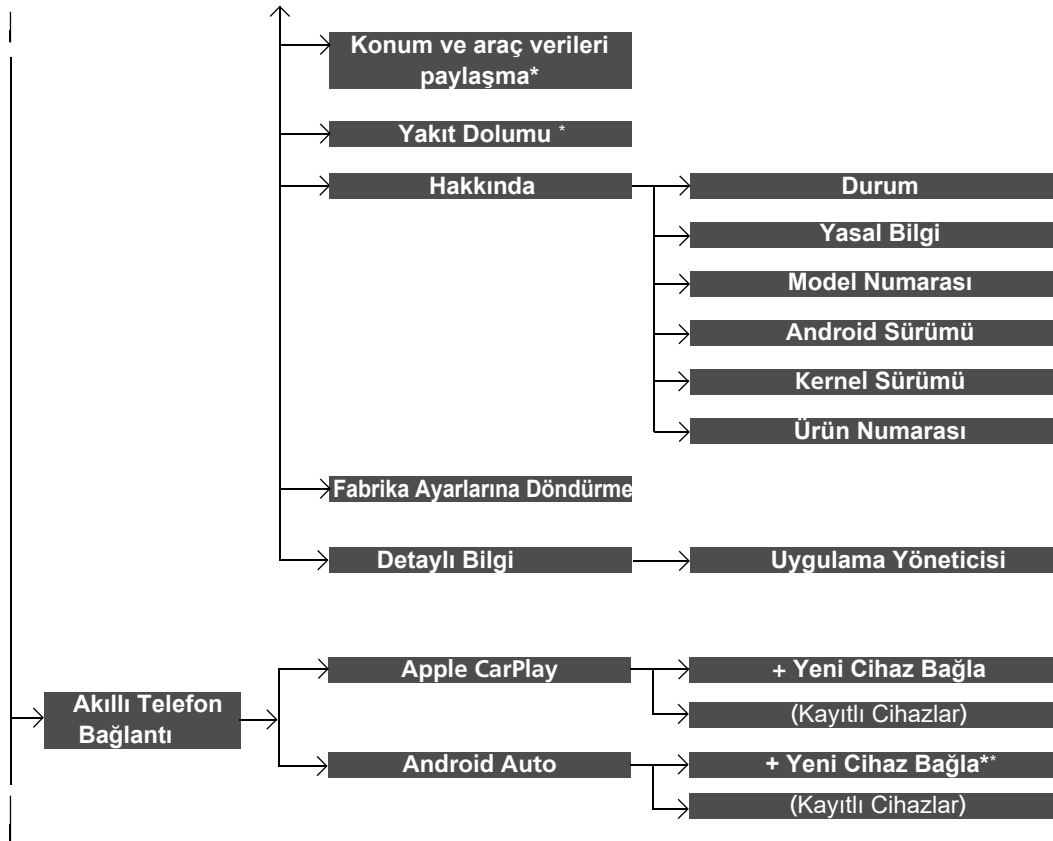 Konum ve araç verileri
paylaşma*
Yakıt Dolumu *
Hakkında
Durum
Yasal Bilgi
Model Numarası
Android Sürümü
Kernel Sürümü
Ürün Numarası
Fabrika Ayarlarına Döndürme
Detaylı Bilgi
Uygulama Yöneticisi
Akıllı Telefon
Bağlantı
Apple CarPlay
+ Yeni Cihaz Bağla
(Kayıtlı Cihazlar)
Android Auto
+ Yeni Cihaz Bağla**
(Kayıtlı Cihazlar)